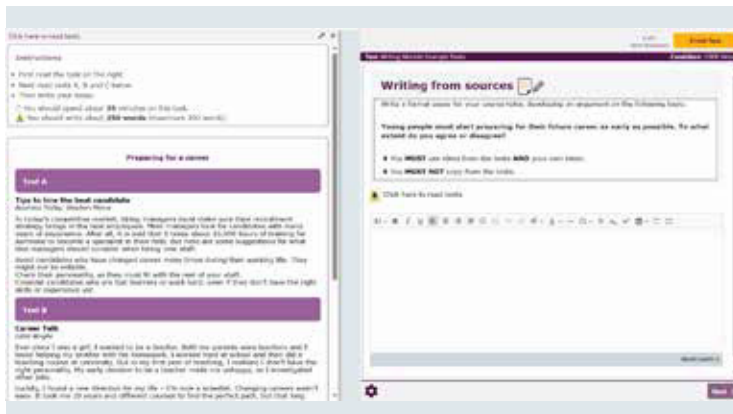 Click here to read texts
Instructions
First read the task on the right.
Next read texts A, B and C below.
Then write your essay.
You should spend about 35 minutes on this task.
You should write about 250 words (maximum 300 words).
Preparing for a career
Text A
Tips to hire the best candidate
Business Today, Stephen Pierce
In today's competitive market, hiring managers must make sure their recruitment
strategy brings in the best employees. Most managers look for candidates with many
years of experience. After all, it is said that it takes about 10,000 hours of training for
someone to become a specialist in their field. But here are some suggestions for what
managers should consider when hiring new staff.
Avoid candidates who have changed career many times during their working life. They
might not be reliable.
Check their personality, as they must fit with the rest of your staff.
Consider candidates who are fast learners or work hard, even if they don't have the right
skills or experience yet.
Text B
Career Talk
Ever since I was a girl, I wanted to be a teacher. Both my parents were teachers and I
loved helping my brother with his homework. I worked hard at school and then did a
teaching course at university. But in my first year of teaching, I realised I didn't have the
right personality. My early decision to be a teacher made me unhappy, so I investigated
other jobs.
Luckily, I found a new direction for my life – I'm now a scientist. Changing careers wasn't
easy. It took me 20 years and different courses to find the perfect path, but that long
Writing from sources
Write a formal essay for your course tutor, developing an argument on the following topic.
Young people must start preparing for their future career as early as possible. To what
extent do you agree or disagree?
You MUST use ideas from the texts AND your own ideas.
You MUST NOT copy from the texts.
Click here to read texts
Word count:
Next